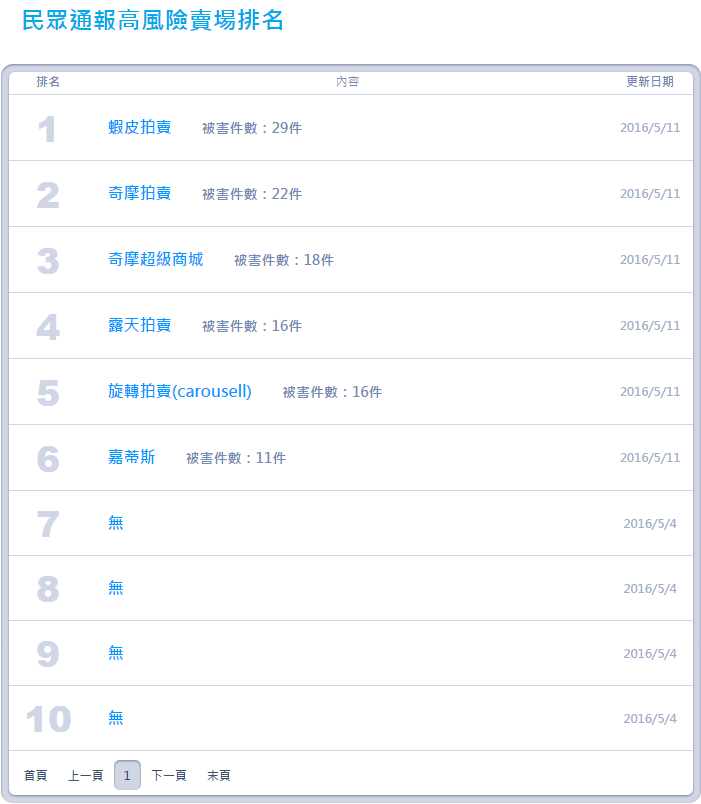 民眾通報高風險賣場排名
排名 內容 更新日期
1 蝦皮拍賣 被害件數：29件 2016/5/11
2 奇摩拍賣 被害件數：22件 2016/5/11
3 奇摩超級商城 被害件數：18件 2016/5/11
4 露天拍賣 被害件數：16件 2016/5/11
5 旋轉拍賣(carousell) 被害件數：16件 2016/5/11
6 嘉蒂斯 被害件數：11件 2016/5/11
7 無 2016/5/4
8 無 2016/5/4
9 無 2016/5/4
10 無 2016/5/4
首頁 上一頁 1 下一頁 末頁